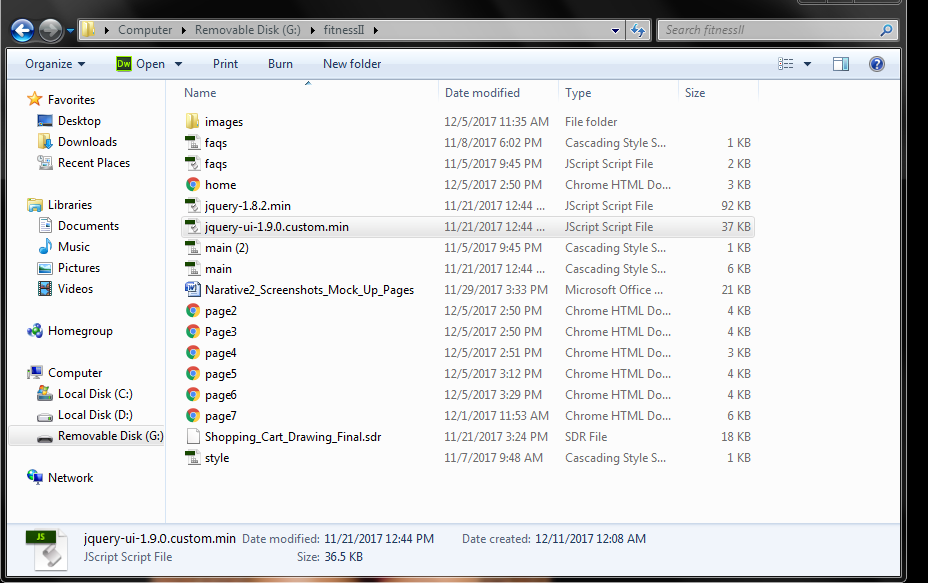 Computer Removable Disk (G:) fitnessII Search fitnessII
Organize Dw Open Print Burn New folder
Name Date modified Type Size
Favorites
Desktop
Downloads
Recent Places
Libraries
Documents
Music
Pictures
Videos
Homegroup
Computer
Local Disk (C:)
Local Disk (D:)
Removable Disk (G:)
Network
images 12/5/2017 11:35 AM File folder
faqs 11/8/2017 6:02 PM Cascading Style S... 1 KB
faqs 11/5/2017 9:45 PM JScript Script File 2 KB
home 12/5/2017 2:50 PM Chrome HTML Do... 3 KB
jquery-1.8.2.min 11/21/2017 12:44 ... JScript Script File 92 KB
jquery-ui-1.9.0.custom.min 11/21/2017 12:44 ... JScript Script File 37 KB
main (2) 11/5/2017 9:45 PM Cascading Style S... 1 KB
main 11/21/2017 12:44 ... Cascading Style S... 6 KB
Narative2_Screenshots_Mock_Up_Pages 11/29/2017 3:33 PM Microsoft Office ... 21 KB
page2 12/5/2017 2:50 PM Chrome HTML Do... 4 KB
Page3 12/5/2017 2:50 PM Chrome HTML Do... 4 KB
page4 12/5/2017 2:51 PM Chrome HTML Do... 3 KB
page5 12/5/2017 3:12 PM Chrome HTML Do... 4 KB
page6 12/5/2017 3:29 PM Chrome HTML Do... 4 KB
page7 12/1/2017 11:53 AM Chrome HTML Do... 6 KB
Shopping_Cart_Drawing_Final.sdr 11/21/2017 3:24 PM SDR File 18 KB
style 11/7/2017 9:48 AM Cascading Style S... 1 KB
JS
jquery-ui-1.9.0.custom.min Date modified: 11/21/2017 12:44 PM Date created: 12/11/2017 12:08 AM
JScript Script File Size: 36.5 KB